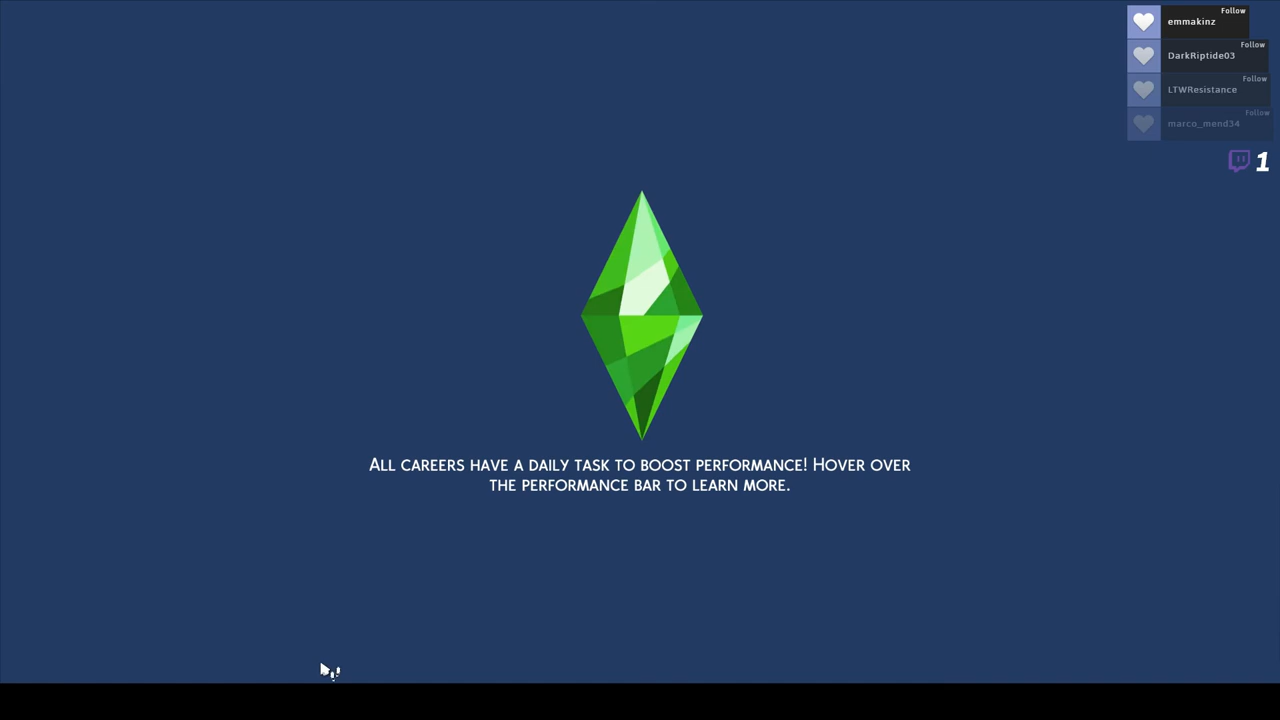 Follow
emmakinz
Follow
DarkRiptide03
Follow
LTWResistance
Follow
marco_mend34
1
ALL CAREERS HAVE A DAILY TASK TO BOOST PERFORMANCE! HOVER OVER
THE PERFORMANCE BAR TO LEARN MORE.